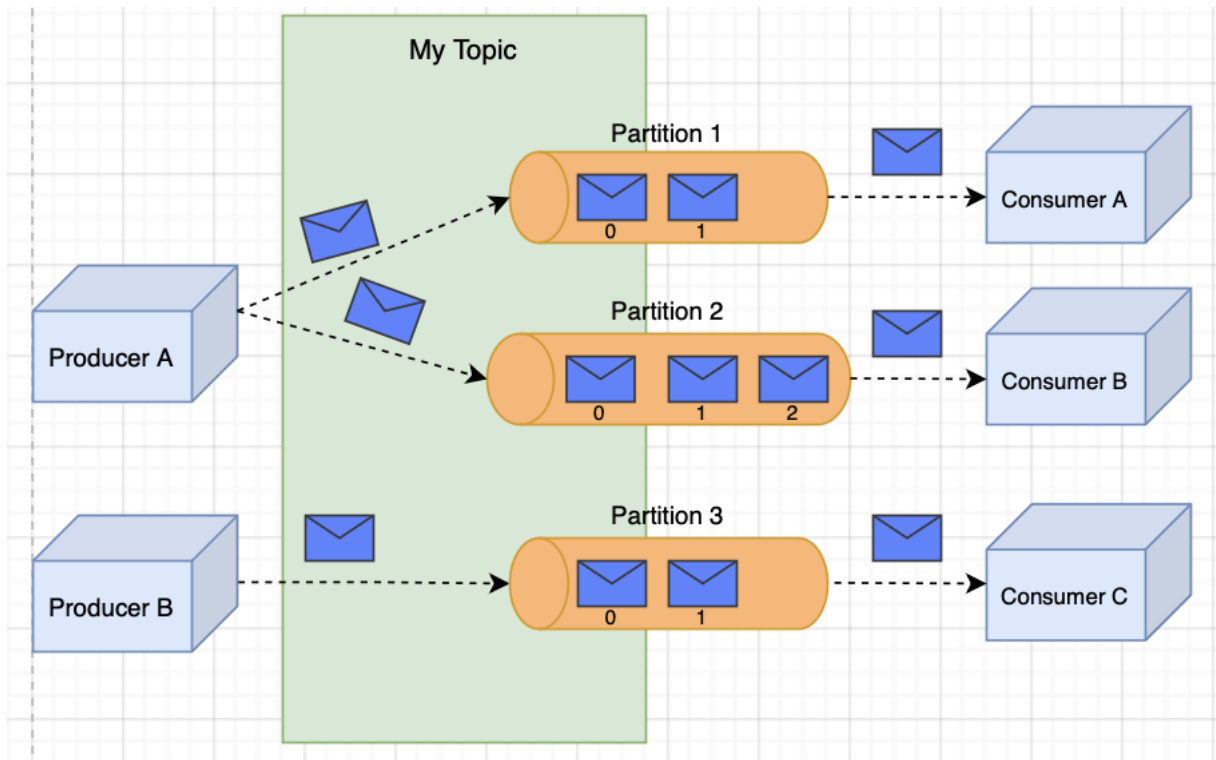 My Topic
Partition 1
0 1
Consumer A
Partition 2
0 1 2
Consumer B
Producer A
Partition 3
0 1
Consumer C
Producer B